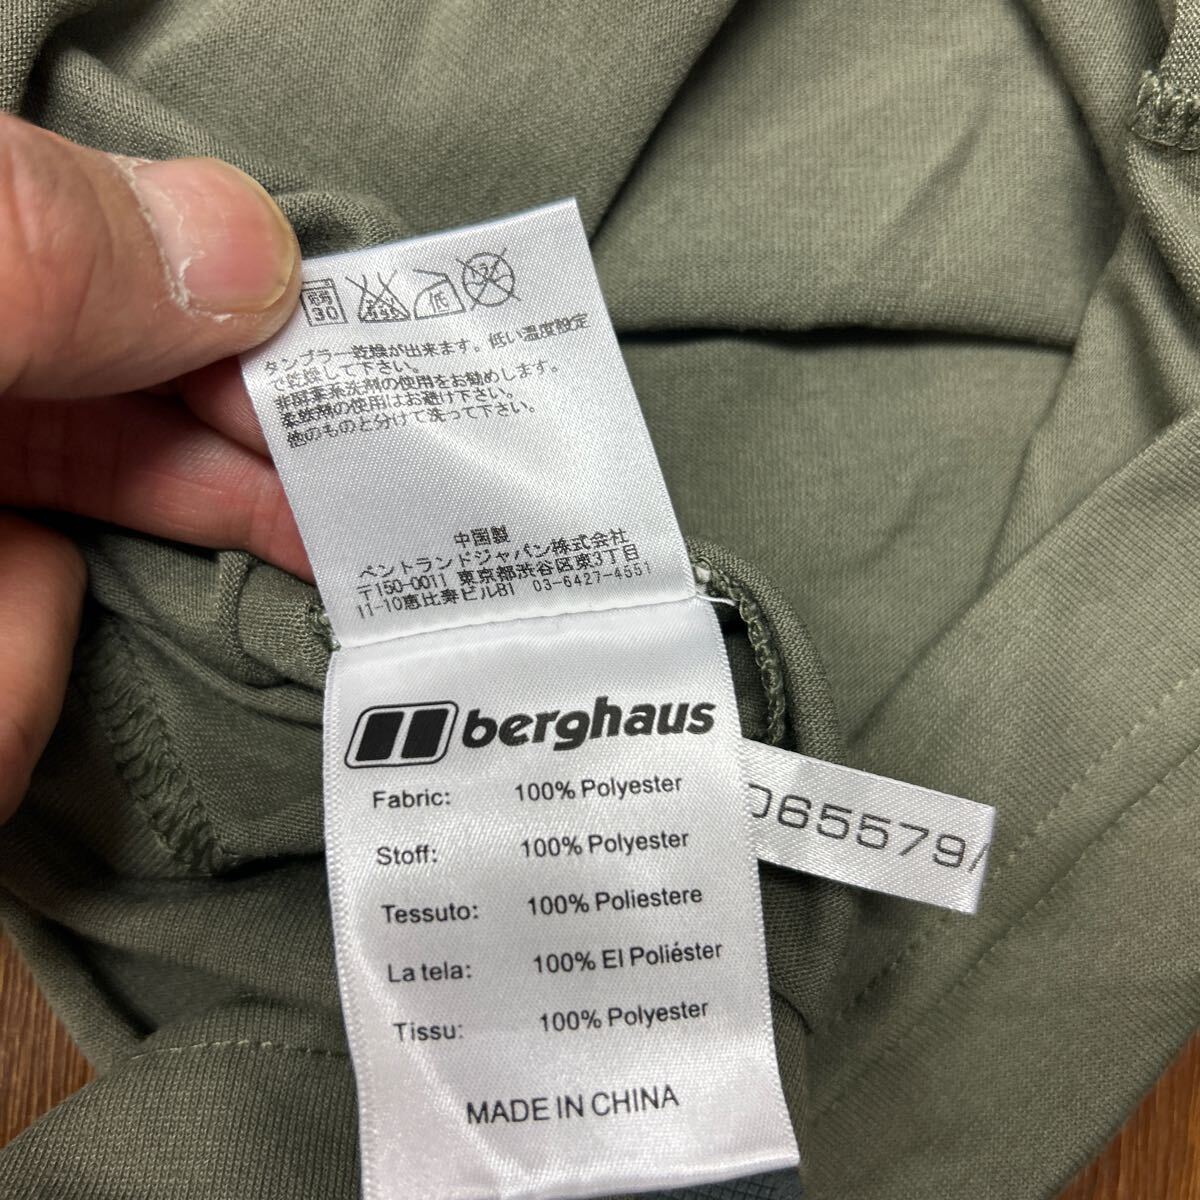 30
低
タンブラー乾燥が出来ます。低い温度設定
で乾燥して下さい。
非図素系洗剤の使用をお勧めします。
柔軟剤の使用はお避け下さい。
他のものと分けて洗って下さい。
中国製
ペントランドジャパン株式会社
〒150-0011 東京都渋谷区東3丁目
11-10恵比寿ビルB1 03-6427-4551
berghaus
Fabric: 100% Polyester
Stoff: 100% Polyester
Tessuto: 100% Poliestere
La tela: 100% El Poliéster
Tissu: 100% Polyester
MADE IN CHINA
065579/